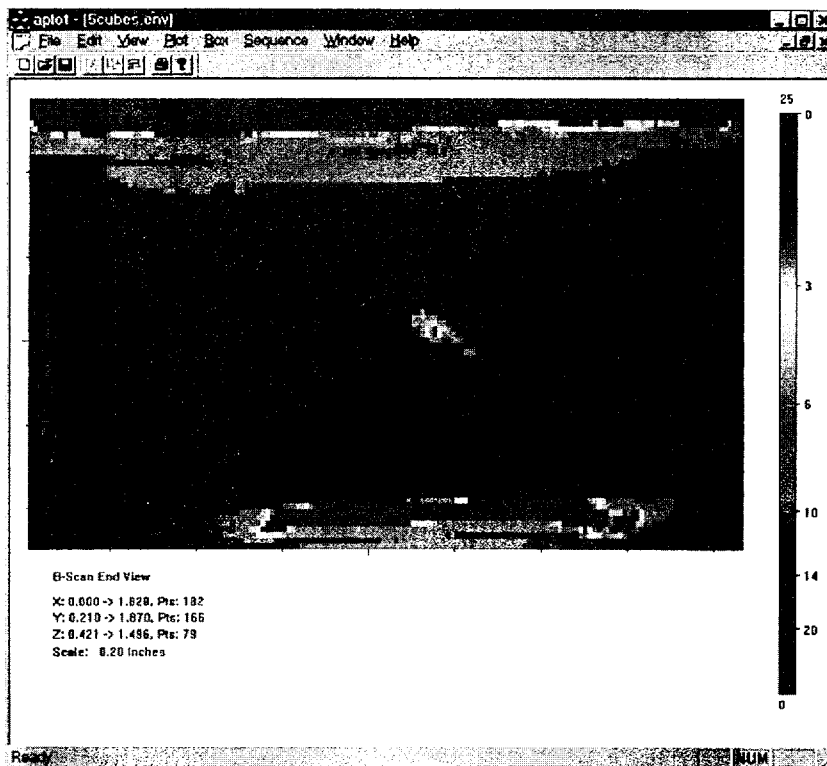 aplot - [Scubes.env]
File Edit View Plot Box Sequence Window Help
25
0
3
6
10
14
20
0
B-Scan End View
X: 0.000 -> 1.829, Pts: 182
Y: 0.210 -> 1.870, Pts: 166
Z: 0.421 -> 1.496, Pts: 79
Scale: 0.20 Inches
Ready
NUM